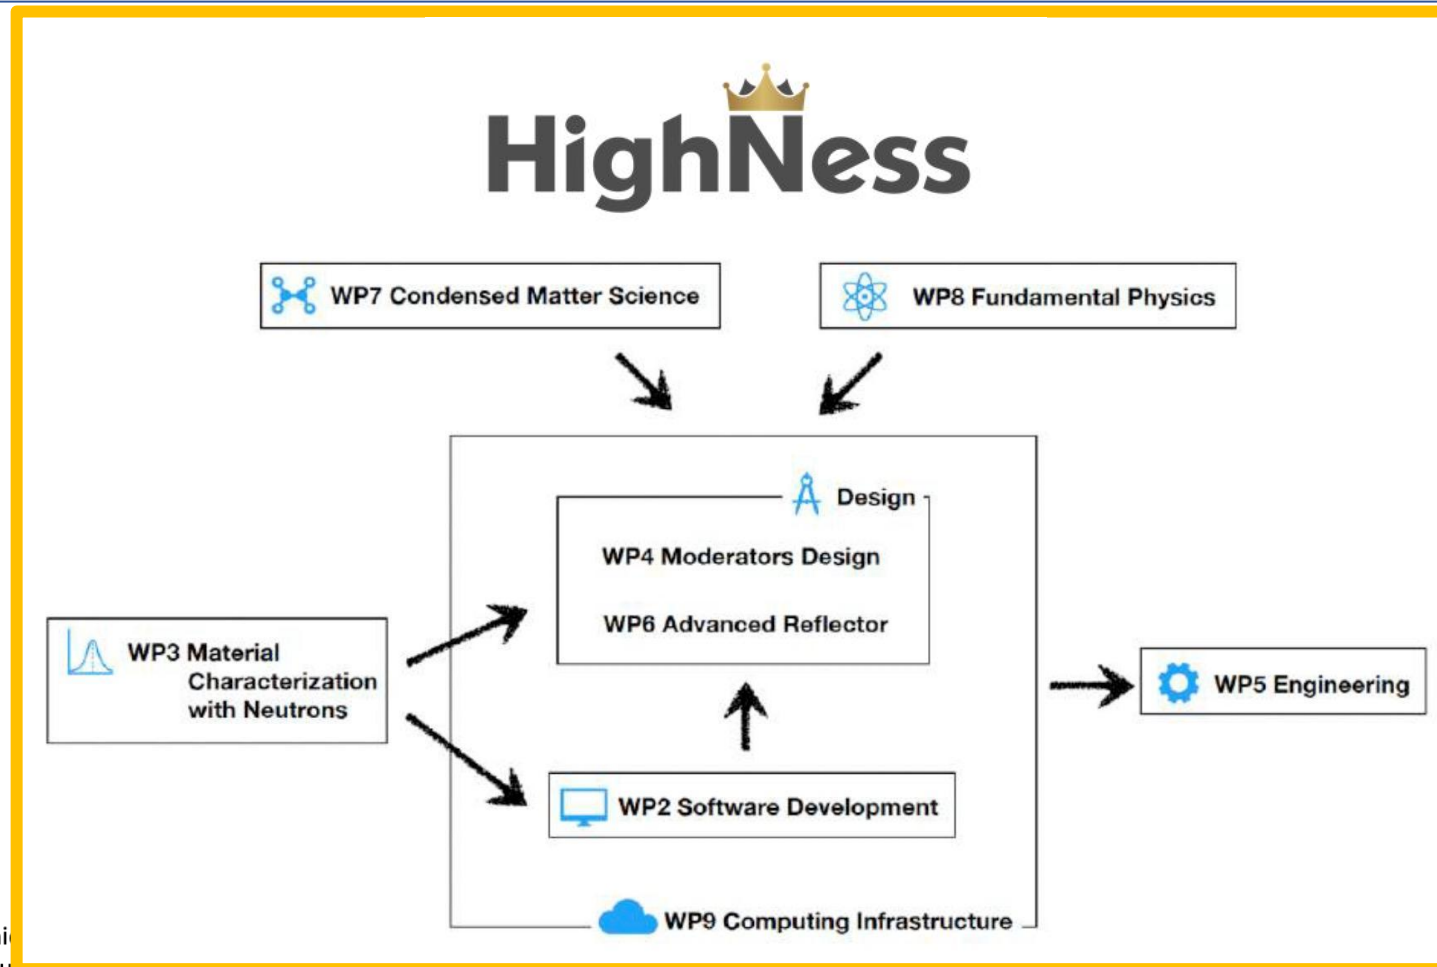 HighNess
WP7 Condensed Matter Science
WP8 Fundamental Physics
Design
WP4 Moderators Design
WP6 Advanced Reflector
WP3 Material
Characterization
with Neutrons
WP5 Engineering
WP2 Software Development
WP9 Computing Infrastructure